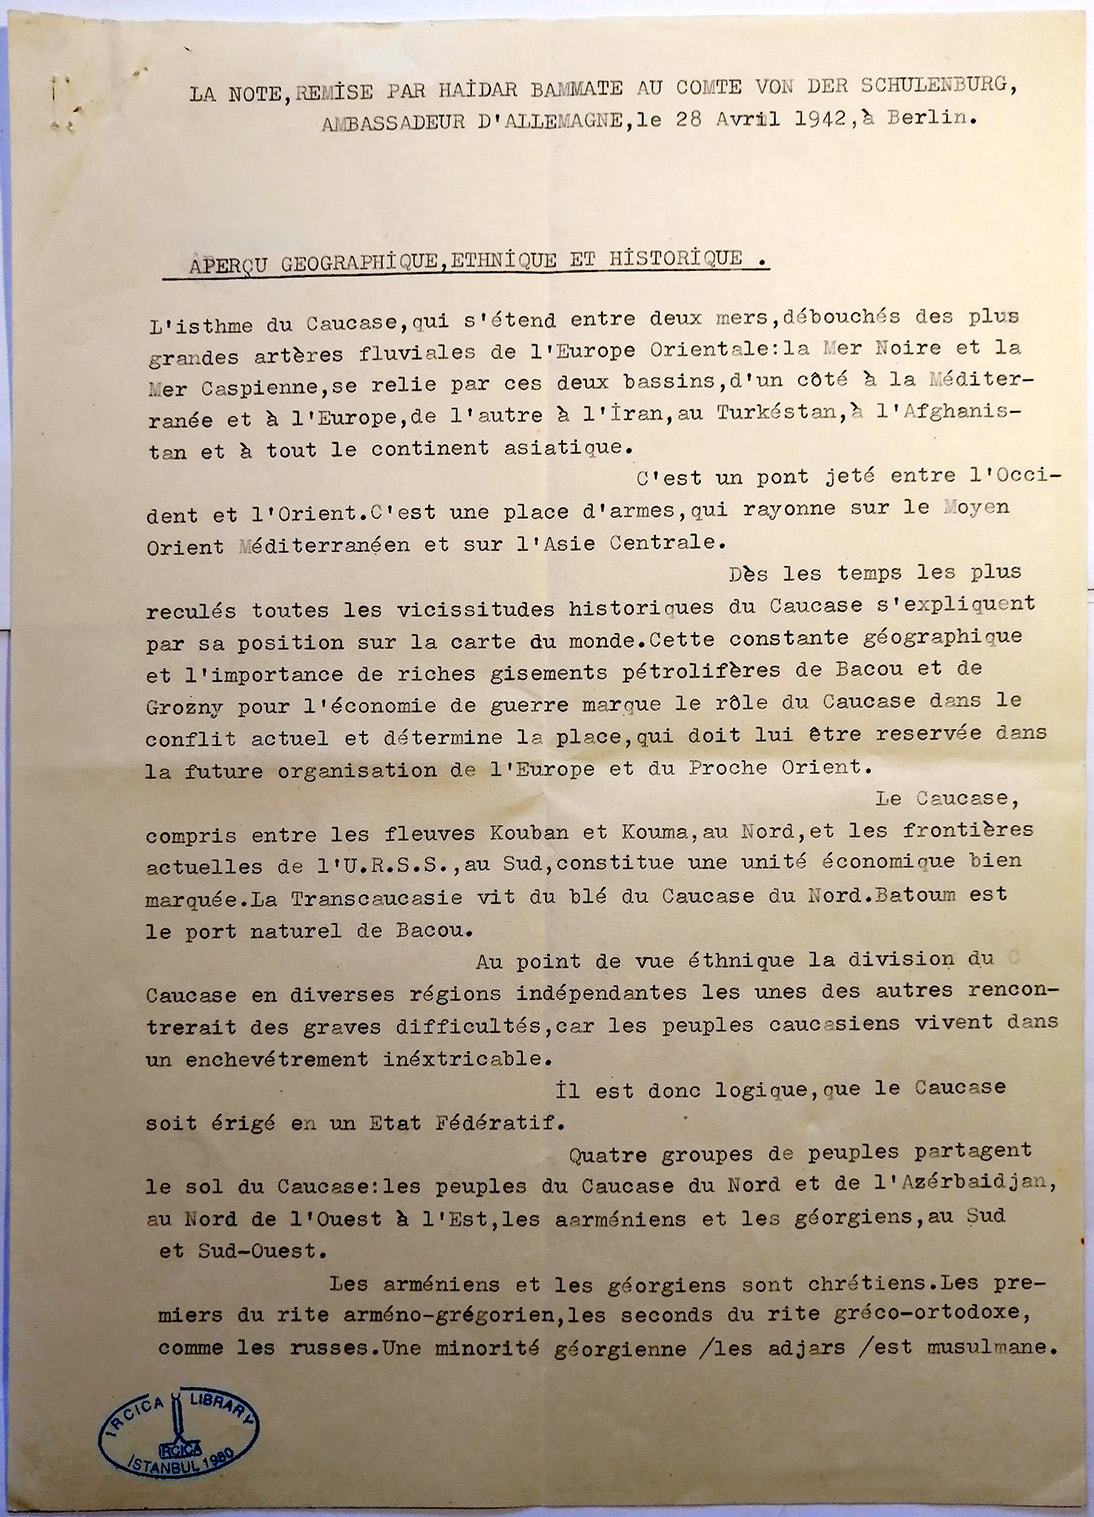 LA NOTE,REMİSE PAR HAİDAR BAMMATE AU COMTE VON DER SCHULENBURG,
AMBASSADEUR D'ALLEMAGNE,le 28 Avril 1942,à Berlin.
APERÇU GEOGRAPHİQUE,ETHNİQUE ET HİSTORİQUE .
L'isthme du Caucase,qui s'étend entre deux mers,débouchés des plus
grandes artères fluviales de l'Europe Orientale:la Mer Noire et la
Mer Caspienne,se relie par ces deux bassins,d'un côté à la Méditer-
ranée et à l'Europe,de l'autre à l'İran,au Turkéstan,à l'Afghanis-
tan et à tout le continent asiatique.
C'est un pont jeté entre l'Occi-
dent et l'Orient.C'est une place d'armes,qui rayonne sur le Moyen
Orient Méditerranéen et sur l'Asie Centrale.
Dès les temps les plus
reculés toutes les vicissitudes historiques du Caucase s'expliquent
par sa position sur la carte du monde.Cette constante géographique
et l'importance de riches gisements pétrolifères de Bacou et de
Grozny pour l'économie de guerre marque le rôle du Caucase dans le
conflit actuel et détermine la place,qui doit lui être reservée dans
la future organisation de l'Europe et du Proche Orient.
Le Caucase,
compris entre les fleuves Kouban et Kouma,au Nord,et les frontières
actuelles de l'U.R.S.S.,au Sud,constitue une unité économique bien
marquée.La Transcaucasie vit du blé du Caucase du Nord.Batoum est
le port naturel de Bacou.
Au point de vue éthnique la division du C
Caucase en diverses régions indépendantes les unes des autres rencon-
trerait des graves difficultés,car les peuples caucasiens vivent dans
un enchevétrement inéxtricable.
İl est donc logique,que le Caucase
soit érigé en un Etat Fédératif.
Quatre groupes de peuples partagent
le sol du Caucase:les peuples du Caucase du Nord et de l'Azérbaidjan,
au Nord de l'Ouest à l'Est,les aarméniens et les géorgiens,au Sud
et Sud-Ouest.
Les arméniens et les géorgiens sont chrétiens.Les pre-
miers du rite arméno-grégorien,les seconds du rite gréco-ortodoxe,
comme les russes.Une minorité géorgienne /les adjars /est musulmane.
IRCICA LIBRARY
IRCICA
İSTANBUL 1980